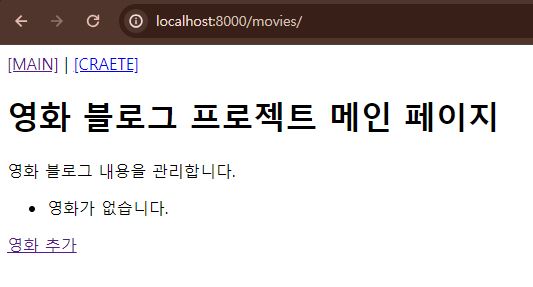 localhost:8000/movies/
[MAIN] | [CRAETE]
영화 블로그 프로젝트 메인 페이지
영화 블로그 내용을 관리합니다.
• 영화가 없습니다.
영화 추가